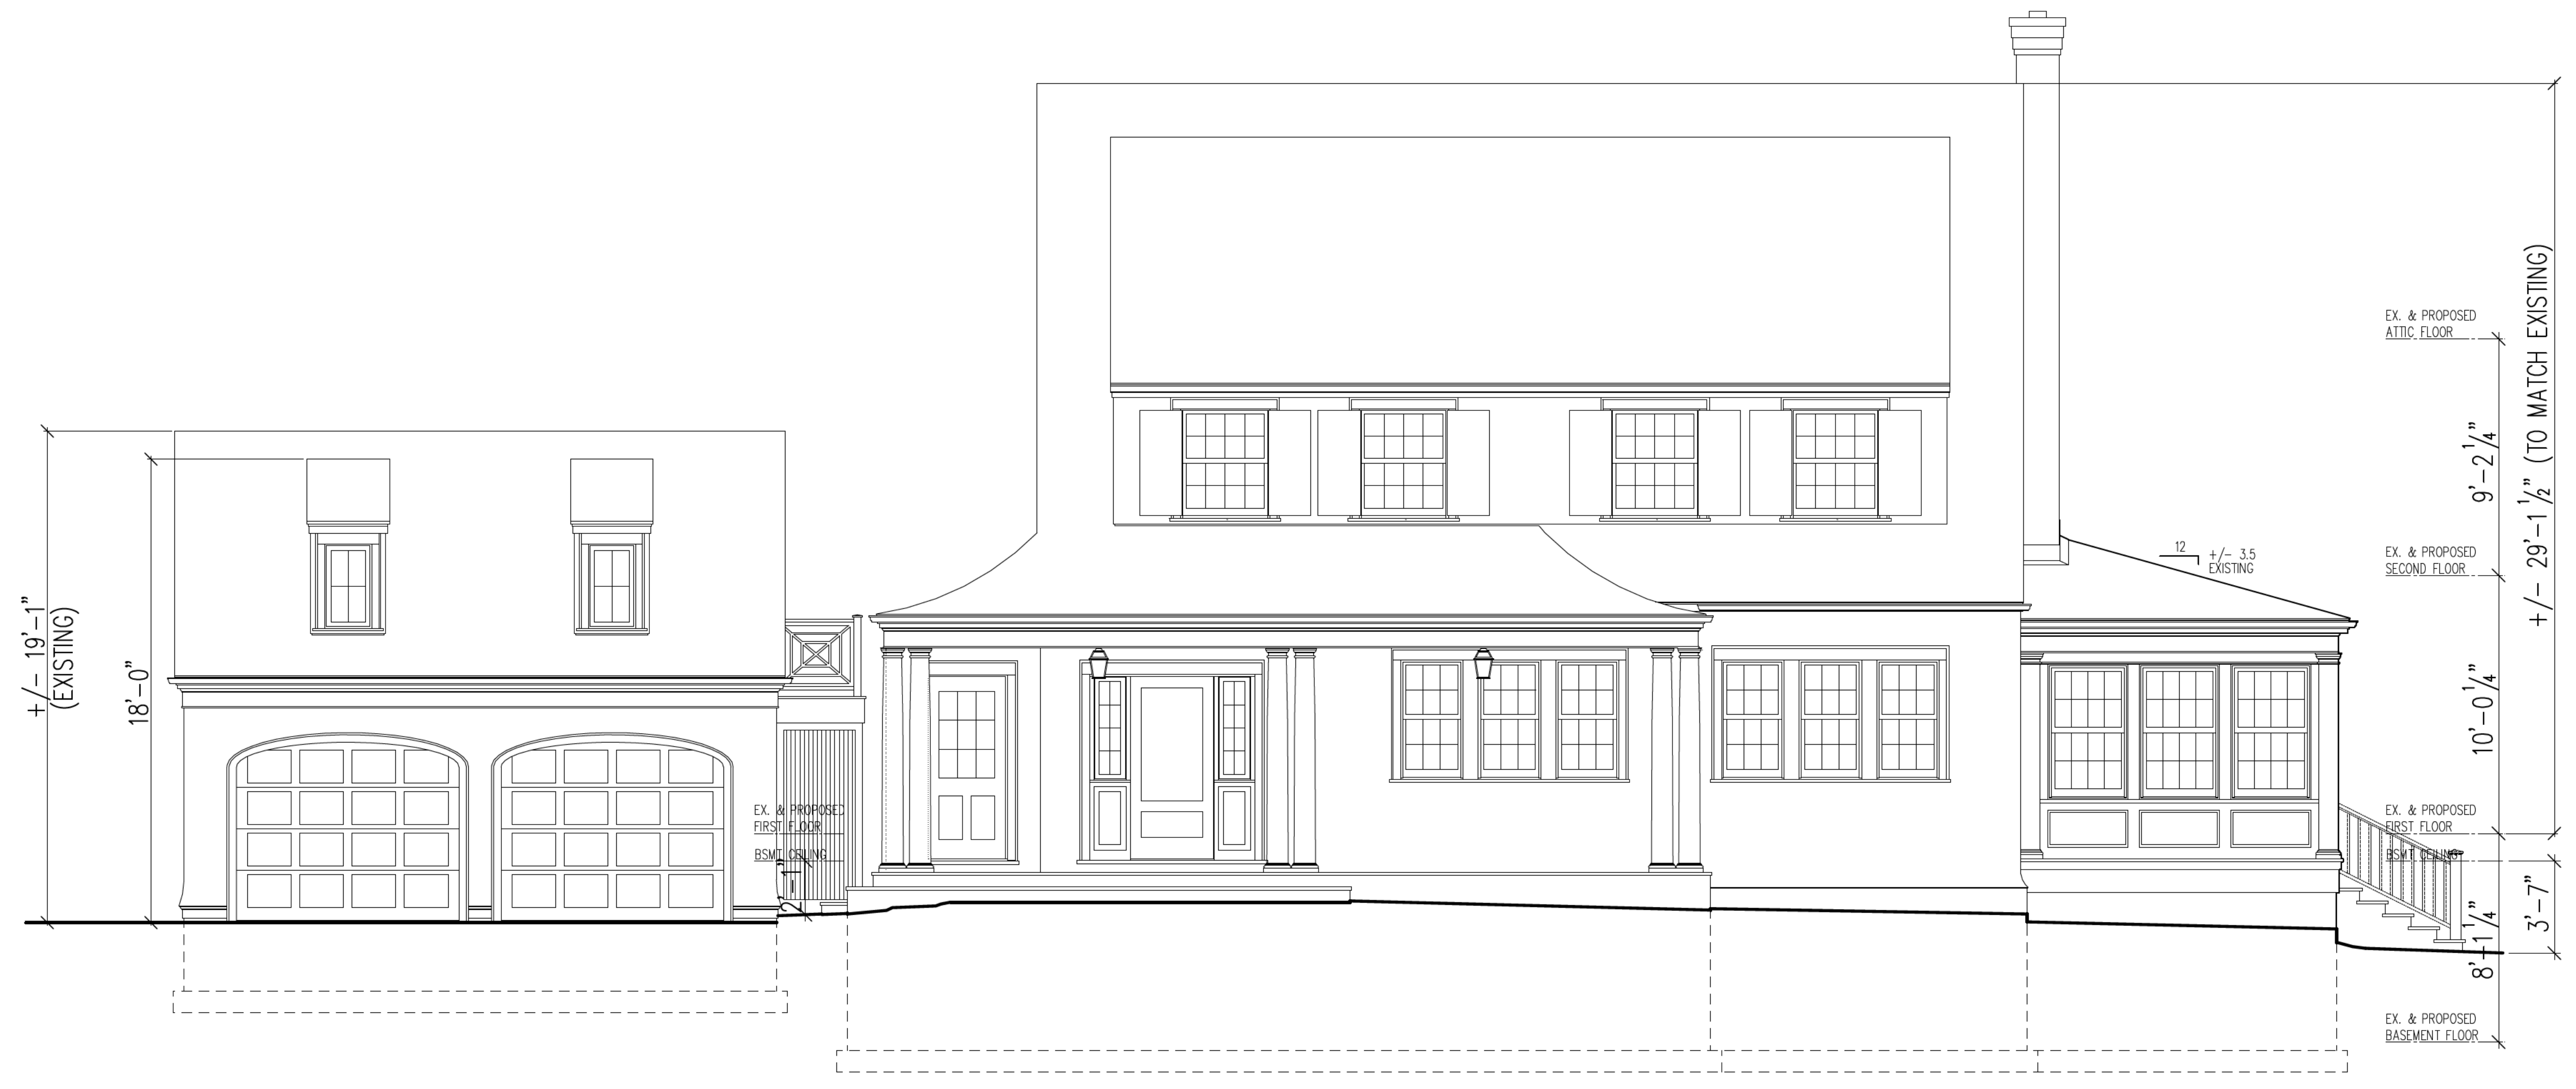 +/- 19'-1"
(EXISTING)
18'-0"
EX. & PROPOSED
FIRST FLOOR
BSMT CEILING
2'-1"
12
+/- 3.5
EXISTING
EX. & PROPOSED
ATTIC FLOOR
9'-2 1/4"
EX. & PROPOSED
SECOND FLOOR
10'-0 1/4"
EX. & PROPOSED
FIRST FLOOR
BSMT CEILING
8'-1 1/4"
EX. & PROPOSED
BASEMENT FLOOR
+/- 29'-1 1/2" (TO MATCH EXISTING)
3'-7"